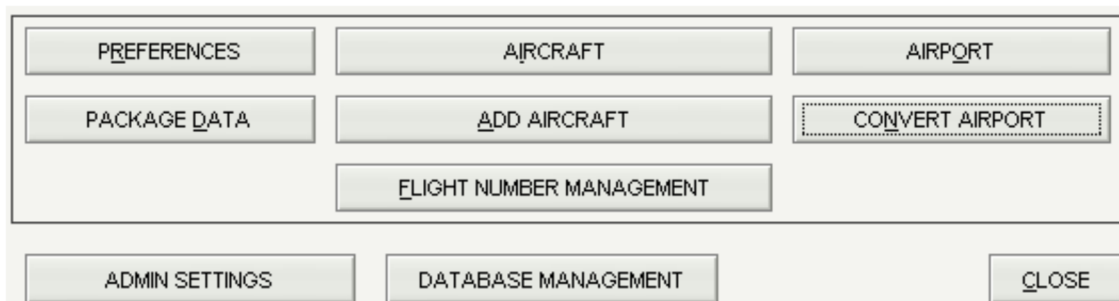 PREFERENCES AIRCRAFT AIRPORT
PACKAGE DATA ADD AIRCRAFT CONVERT AIRPORT
FLIGHT NUMBER MANAGEMENT
ADMIN SETTINGS DATABASE MANAGEMENT CLOSE